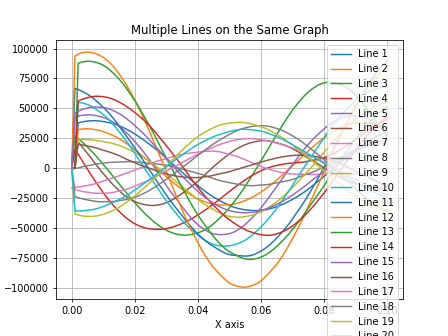 Multiple Lines on the Same Graph
100000
75000
50000
25000
0
−25000
−50000
−75000
−100000
0.00
0.02
0.04
0.06
X axis
Line 1
Line 2
Line 3
Line 4
Line 5
Line 6
Line 7
Line 8
Line 9
Line 10
Line 11
Line 12
Line 13
Line 14
Line 15
Line 16
Line 17
Line 18
Line 19
Line 20